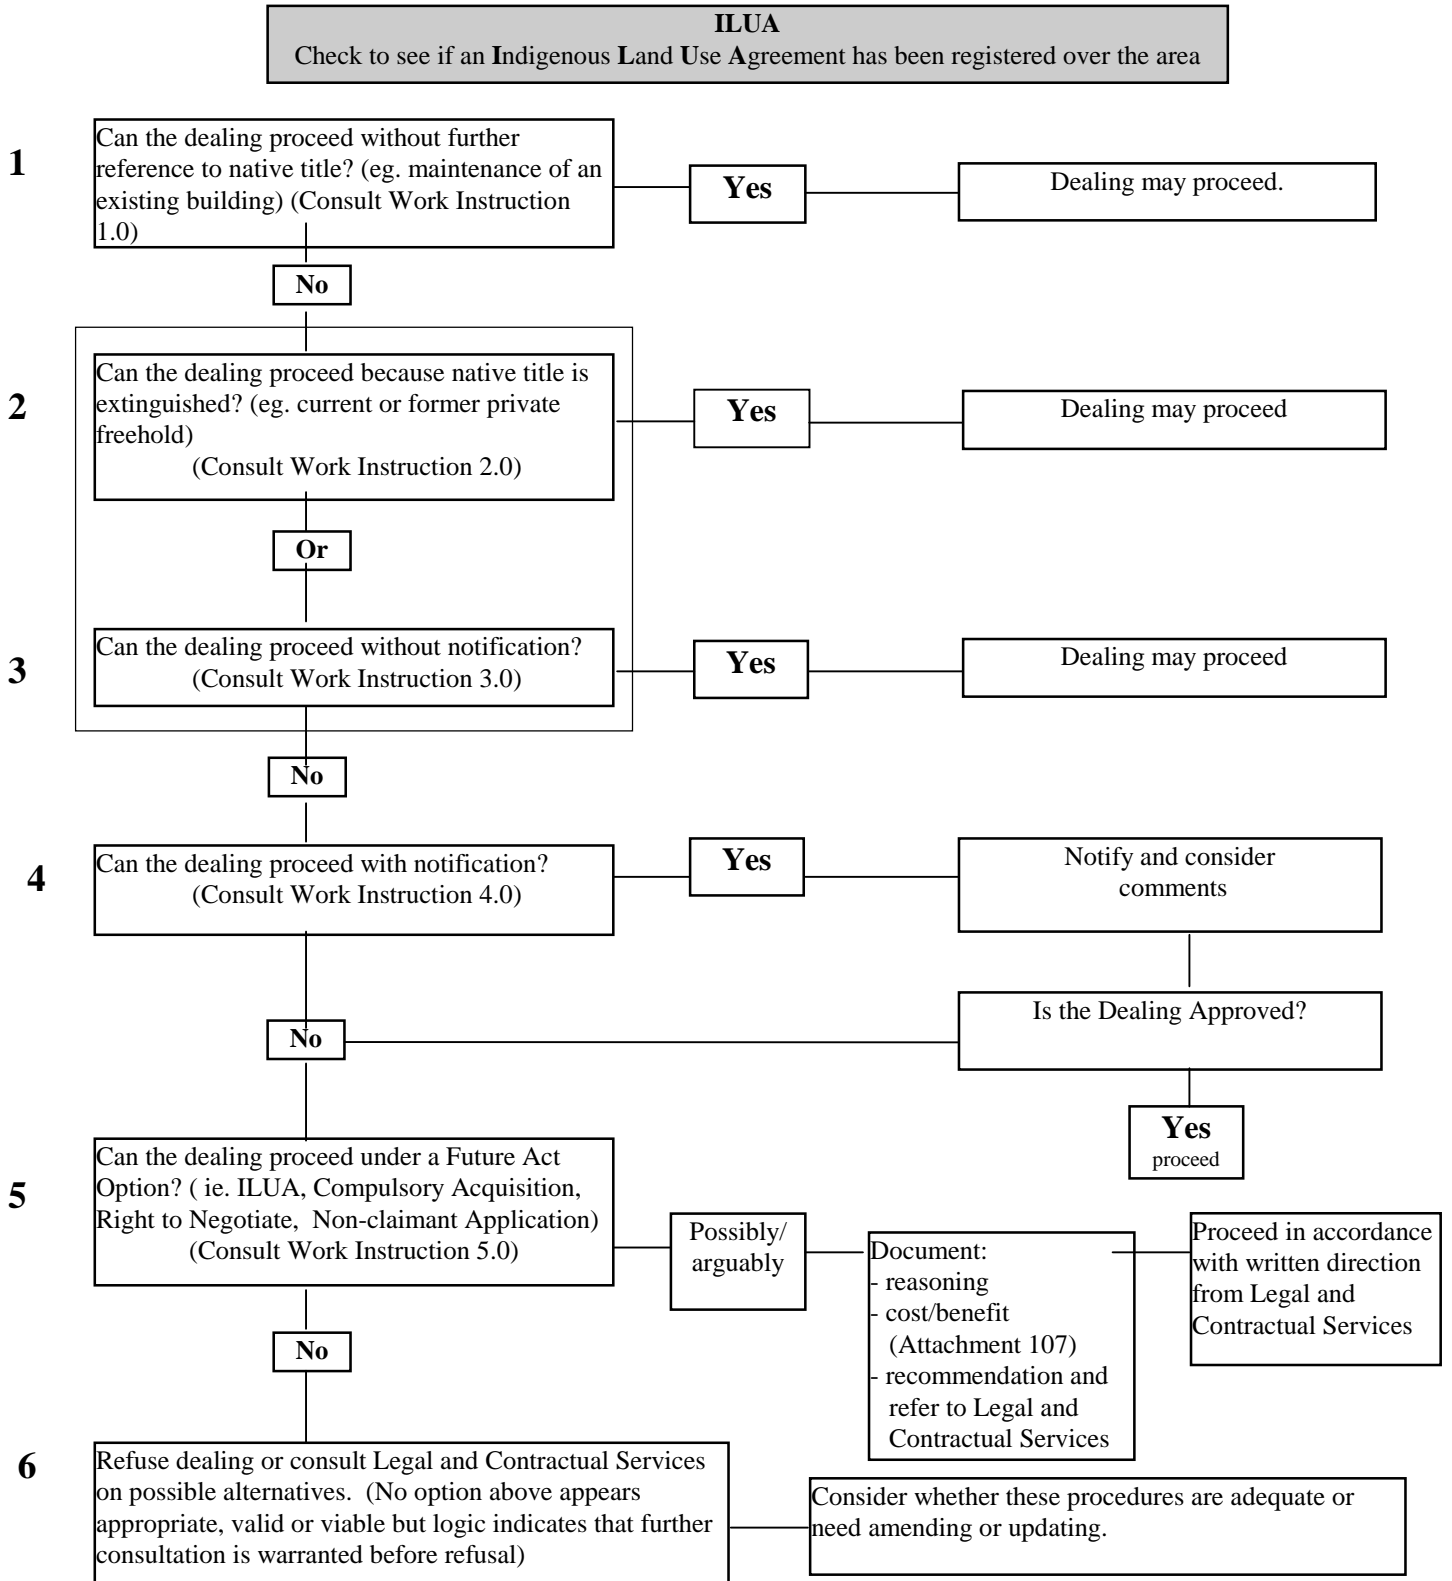 ILUA
Check to see if an Indigenous Land Use Agreement has been registered over the area
1
Can the dealing proceed without further
reference to native title? (eg. maintenance of an
existing building) (Consult Work Instruction
1.0)
Yes
Dealing may proceed.
No
2
Can the dealing proceed because native title is
extinguished? (eg. current or former private
freehold)
(Consult Work Instruction 2.0)
Yes
Dealing may proceed
Or
3
Can the dealing proceed without notification?
(Consult Work Instruction 3.0)
Yes
Dealing may proceed
No
4
Can the dealing proceed with notification?
(Consult Work Instruction 4.0)
Yes
Notify and consider
comments
Is the Dealing Approved?
No
Yes
proceed
5
Can the dealing proceed under a Future Act
Option? ( ie. ILUA, Compulsory Acquisition,
Right to Negotiate,  Non-claimant Application)
(Consult Work Instruction 5.0)
Possibly/
arguably
Document:
- reasoning
- cost/benefit
(Attachment 107)
- recommendation and
refer to Legal and
Contractual Services
Proceed in accordance
with written direction
from Legal and
Contractual Services
No
6
Refuse dealing or consult Legal and Contractual Services
on possible alternatives.  (No option above appears
appropriate, valid or viable but logic indicates that further
consultation is warranted before refusal)
Consider whether these procedures are adequate or
need amending or updating.